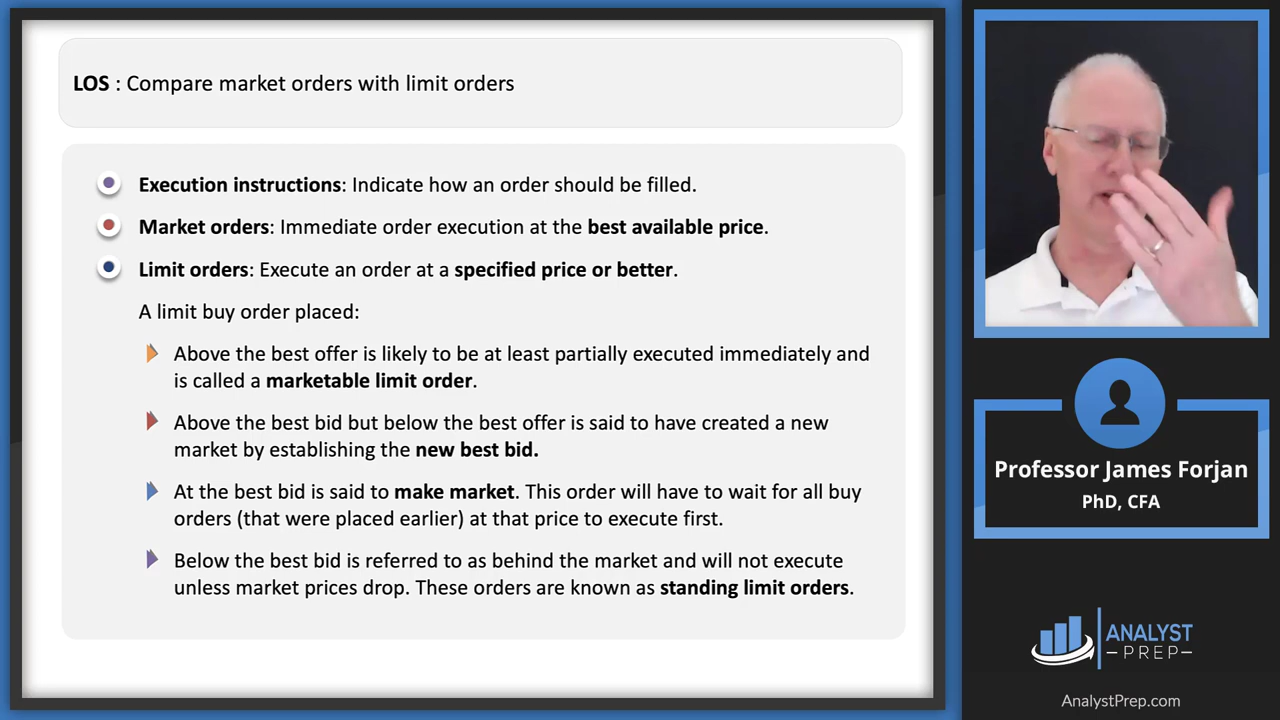 LOS : Compare market orders with limit orders
Execution instructions: Indicate how an order should be filled.
Market orders: Immediate order execution at the best available price.
Limit orders: Execute an order at a specified price or better.
A limit buy order placed:
Above the best offer is likely to be at least partially executed immediately and
is called a marketable limit order.
Above the best bid but below the best offer is said to have created a new
market by establishing the new best bid.
At the best bid is said to make market. This order will have to wait for all buy
orders (that were placed earlier) at that price to execute first.
Below the best bid is referred to as behind the market and will not execute
unless market prices drop. These orders are known as standing limit orders.
Professor James Forjan
PhD, CFA
ANALYST
–PREP–
AnalystPrep.com